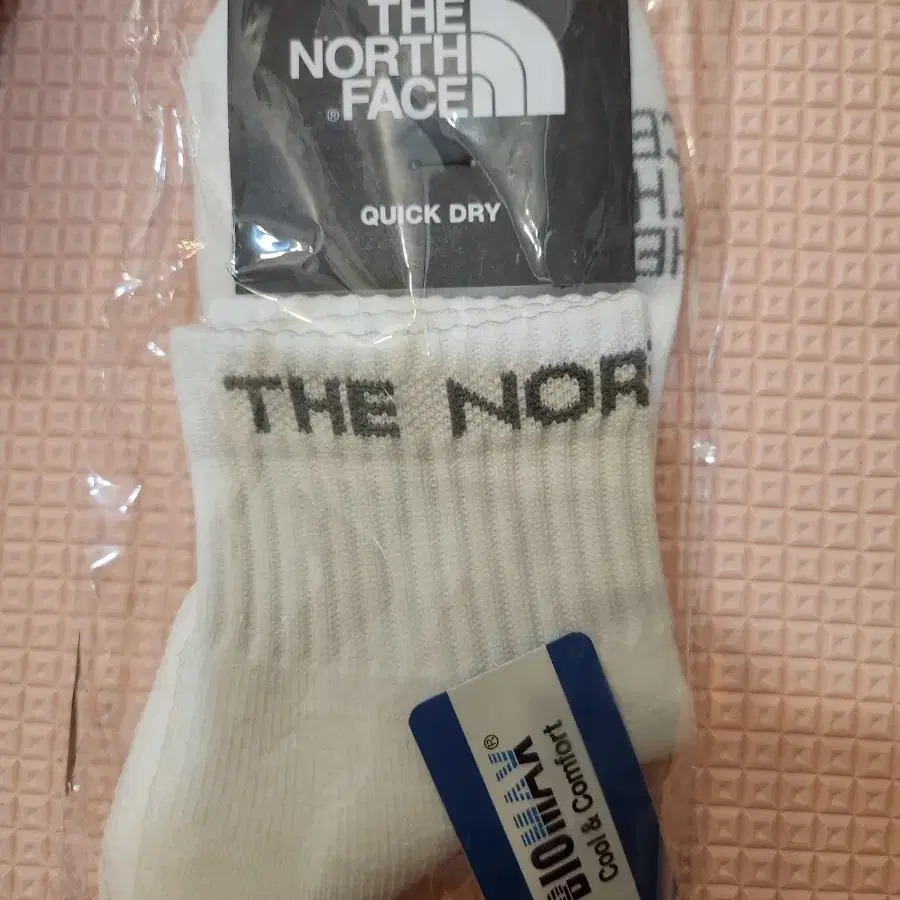 THE
NORTH
FACE®
QUICK DRY
THE NOR
Cool & Comfort